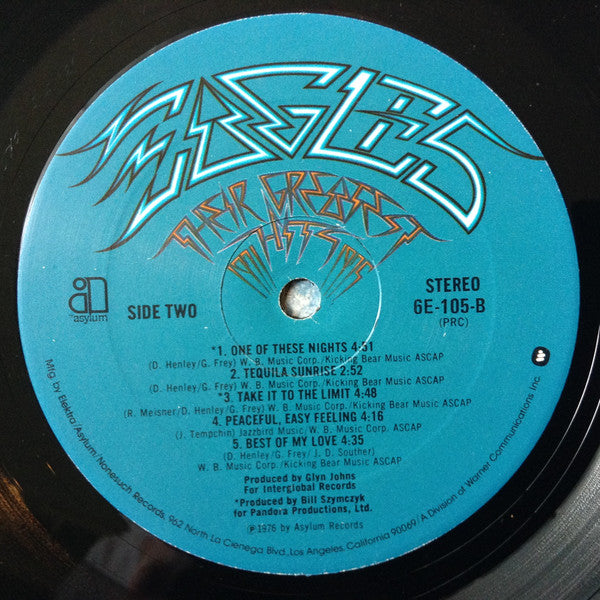 EAGLES
THEIR GREATEST
HITS
asylum
SIDE TWO
STEREO
6E-105-B
(PRC)
*1. ONE OF THESE NIGHTS 4:51
(D. Henley/G. Frey) W. B. Music Corp./Kicking Bear Music ASCAP
2. TEQUILA SUNRISE 2:52
(D. Henley/G. Frey) W. B. Music Corp./Kicking Bear Music ASCAP
*3. TAKE IT TO THE LIMIT 4:48
(R. Meisner/D. Henley/G. Frey) W. B. Music Corp./Kicking Bear Music ASCAP
4. PEACEFUL, EASY FEELING 4:16
(J. Tempchin) Jazzbird Music/W. B. Music Corp. ASCAP
5. BEST OF MY LOVE 4:35
(D. Henley/G. Frey/ J. D. Souther)
W. B. Music Corp./Kicking Bear Music ASCAP
Produced by Glyn Johns
For Interglobal Records
*Produced by Bill Szymczyk
for Pandora Productions, Ltd.
℗1976 by Asylum Records
Mfg. by Elektra/Asylum/Nonesuch Records, 962 North La Cienega Blvd., Los Angeles, California 90069/A Division of Warner Communications Inc.